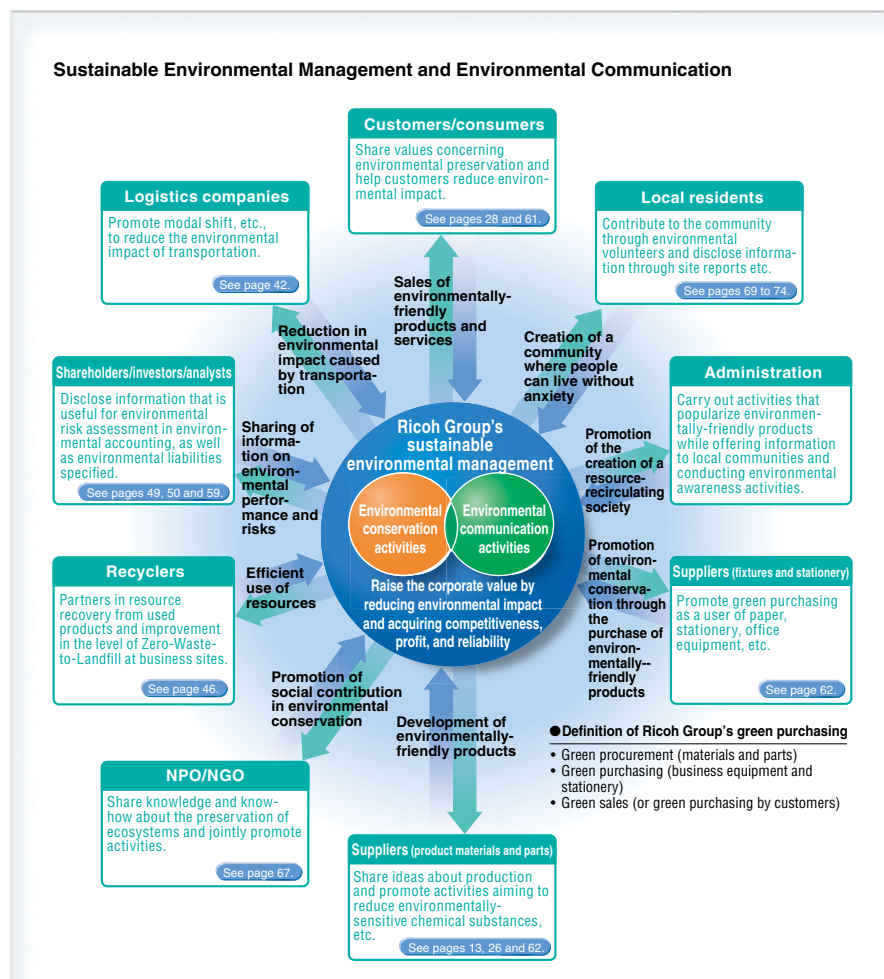 Sustainable Environmental Management and Environmental Communication
Customers/consumers
Share values concerning
environmental preservation and
help customers reduce environ-
mental impact.
See pages 28 and 61.
Logistics companies
Promote modal shift, etc.,
to reduce the environmental
impact of transportation.
See page 42.
Local residents
Contribute to the community
through environmental
volunteers and disclose informa-
tion through site reports etc.
See pages 69 to 74.
Sales of
environmentally-
friendly
products and
services
Reduction in
environmental
impact caused
by transporta-
tion
Creation of a
community
where people
can live without
anxiety
Shareholders/investors/analysts
Disclose information that is
useful for environmental
risk assessment in environ-
mental accounting, as well
as environmental liabilities
specified.
See pages 49, 50 and 59.
Sharing of
informa-
tion on
environ-
mental
perfor-
mance and
risks
Administration
Carry out activities that
popularize environmen-
tally-friendly products
while offering information
to local communities and
conducting environmental
awareness activities.
Promotion
of the
creation of a
resource-
recirculating
society
Ricoh Group's
sustainable
environmental management
Environmental
conservation
activities
Environmental
communication
activities
Raise the corporate value by
reducing environmental impact
and acquiring competitiveness,
profit, and reliability
Recyclers
Partners in resource
recovery from used
products and improvement
in the level of Zero-Waste-
to-Landfill at business sites.
See page 46.
Efficient
use of
resources
Promotion
of environ-
mental
conserva-
tion through
the
purchase of
environ-
mentally--
friendly
products
Suppliers (fixtures and stationery)
Promote green purchasing
as a user of paper,
stationery, office
equipment, etc.
See page 62.
Promotion of
social contribution
in environmental
conservation
Development of
environmentally-
friendly products
●Definition of Ricoh Group's green purchasing
• Green procurement (materials and parts)
• Green purchasing (business equipment and
stationery)
• Green sales (or green purchasing by customers)
NPO/NGO
Share knowledge and know-
how about the preservation of
ecosystems and jointly promote
activities.
See page 67.
Suppliers (product materials and parts)
Share ideas about production
and promote activities aiming to
reduce environmentally-
sensitive chemical substances,
etc.
See pages 13, 26 and 62.